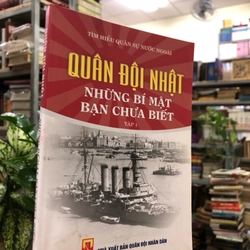 TÌM HIỂU QUÂN SỰ NƯỚC NGOÀI
QUÂN ĐỘI NHẬT
NHỮNG BÍ MẬT
BẠN CHƯA BIẾT
TẬP 1
NHÀ XUẤT BẢN QUÂN ĐỘI NHÂN DÂN